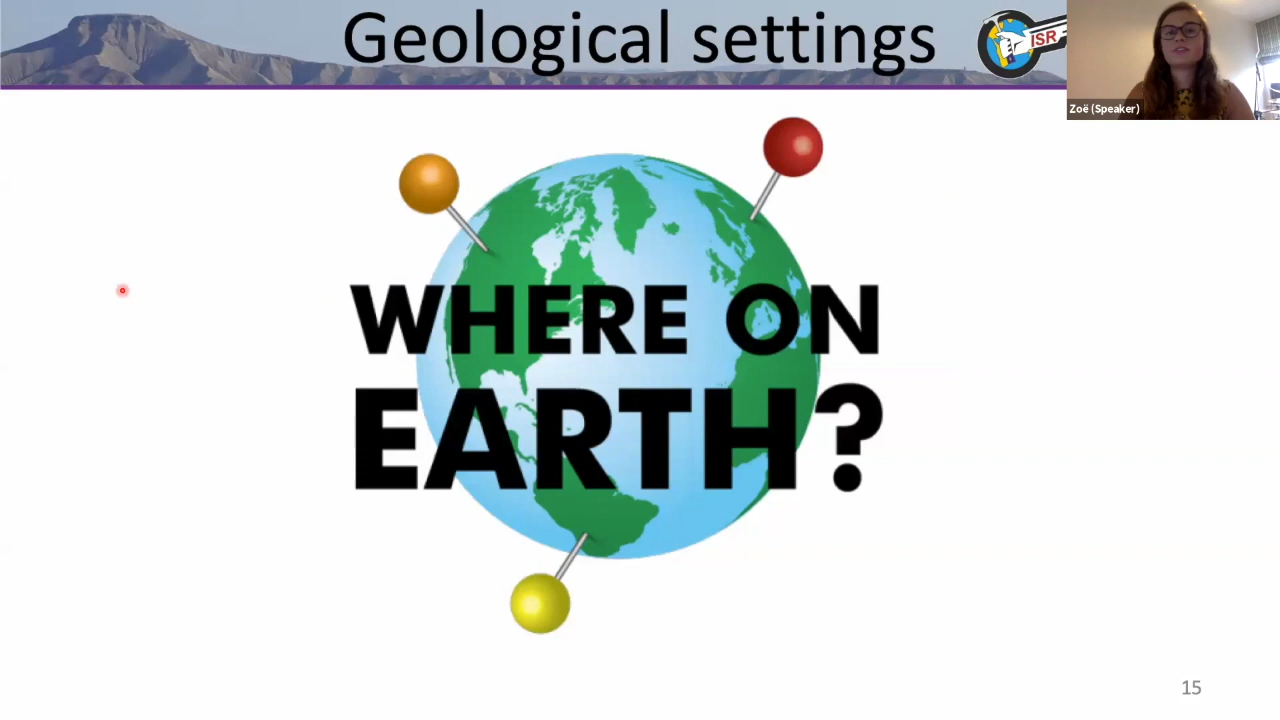 Geological settings
ISR
Zoë (Speaker)
WHERE ON
EARTH?
15